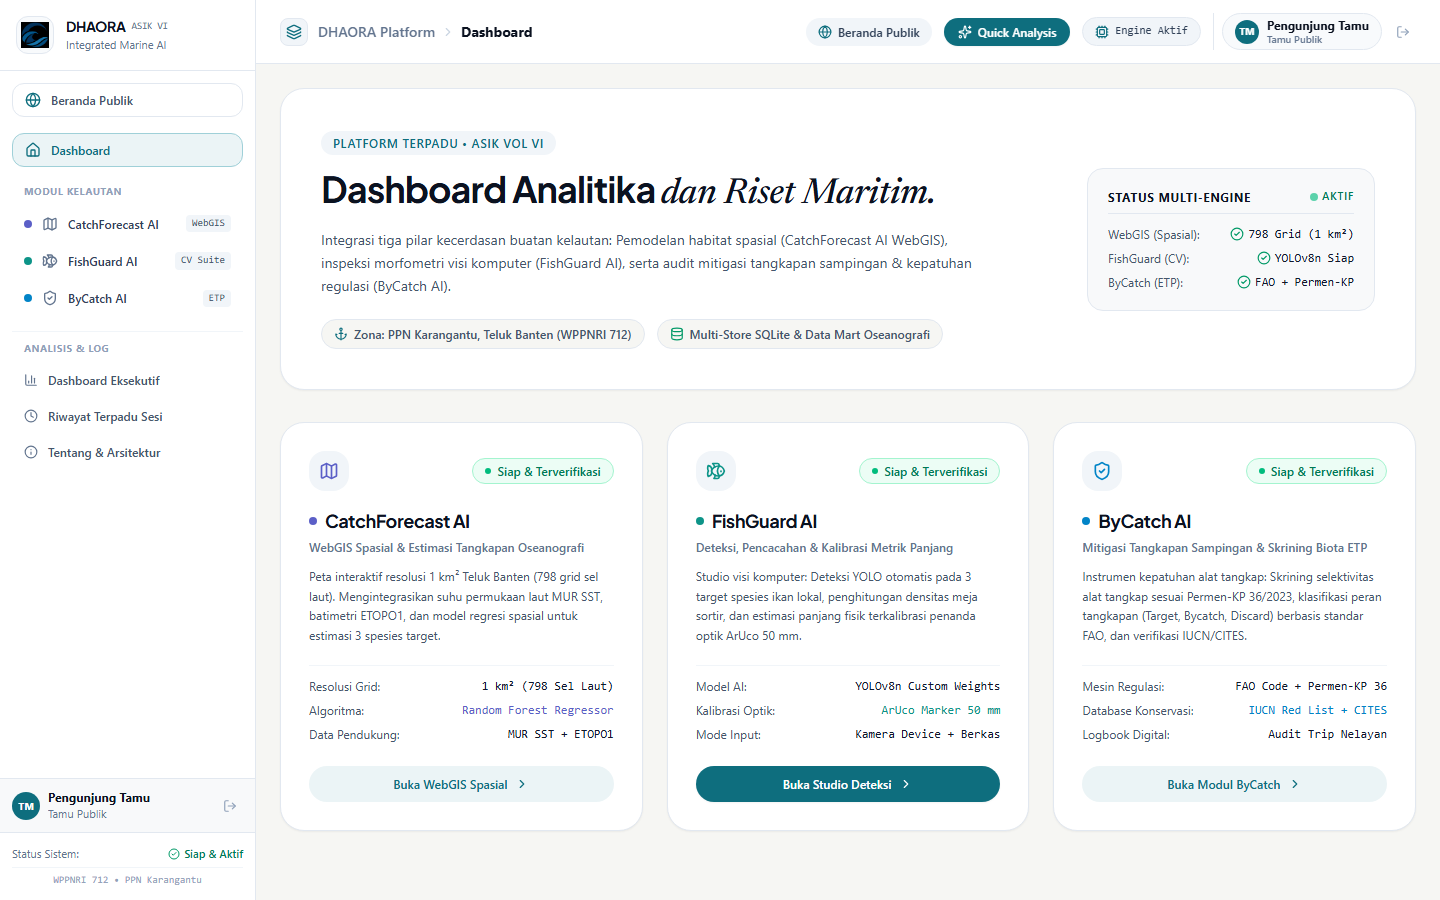 DHAORA ASIK VI
Integrated Marine AI
Beranda Publik
Dashboard
MODUL KELAUTAN
CatchForecast AI WebGIS
FishGuard AI CV Suite
ByCatch AI ETP
ANALISIS & LOG
Dashboard Eksekutif
Riwayat Terpadu Sesi
Tentang & Arsitektur
TM Pengunjung Tamu
Tamu Publik
Status Sistem: Siap & Aktif
WPPNRI 712 • PPN Karangantu
DHAORA Platform > Dashboard
Beranda Publik
Quick Analysis
Engine Aktif
TM Pengunjung Tamu
Tamu Publik
PLATFORM TERPADU • ASIK VOL VI
Dashboard Analitika dan Riset Maritim.
Integrasi tiga pilar kecerdasan buatan kelautan: Pemodelan habitat spasial (CatchForecast AI WebGIS),
inspeksi morfometri visi komputer (FishGuard AI), serta audit mitigasi tangkapan sampingan & kepatuhan
regulasi (ByCatch AI).
Zona: PPN Karangantu, Teluk Banten (WPPNRI 712)
Multi-Store SQLite & Data Mart Oseanografi
STATUS MULTI-ENGINE AKTIF
WebGIS (Spasial): 798 Grid (1 km²)
FishGuard (CV): YOLOv8n Siap
ByCatch (ETP): FAO + Permen-KP
Siap & Terverifikasi
CatchForecast AI
WebGIS Spasial & Estimasi Tangkapan Oseanografi
Peta interaktif resolusi 1 km² Teluk Banten (798 grid sel
laut). Mengintegrasikan suhu permukaan laut MUR SST,
batimetri ETOPO1, dan model regresi spasial untuk
estimasi 3 spesies target.
Resolusi Grid: 1 km² (798 Sel Laut)
Algoritma: Random Forest Regressor
Data Pendukung: MUR SST + ETOPO1
Buka WebGIS Spasial >
Siap & Terverifikasi
FishGuard AI
Deteksi, Pencacahan & Kalibrasi Metrik Panjang
Studio visi komputer: Deteksi YOLO otomatis pada 3
target spesies ikan lokal, penghitungan densitas meja
sortir, dan estimasi panjang fisik terkalibrasi penanda
optik ArUco 50 mm.
Model AI: YOLOv8n Custom Weights
Kalibrasi Optik: ArUco Marker 50 mm
Mode Input: Kamera Device + Berkas
Buka Studio Deteksi >
Siap & Terverifikasi
ByCatch AI
Mitigasi Tangkapan Sampingan & Skrining Biota ETP
Instrumen kepatuhan alat tangkap: Skrining selektivitas
alat tangkap sesuai Permen-KP 36/2023, klasifikasi peran
tangkapan (Target, Bycatch, Discard) berbasis standar
FAO, dan verifikasi IUCN/CITES.
Mesin Regulasi: FAO Code + Permen-KP 36
Database Konservasi: IUCN Red List + CITES
Logbook Digital: Audit Trip Nelayan
Buka Modul ByCatch >